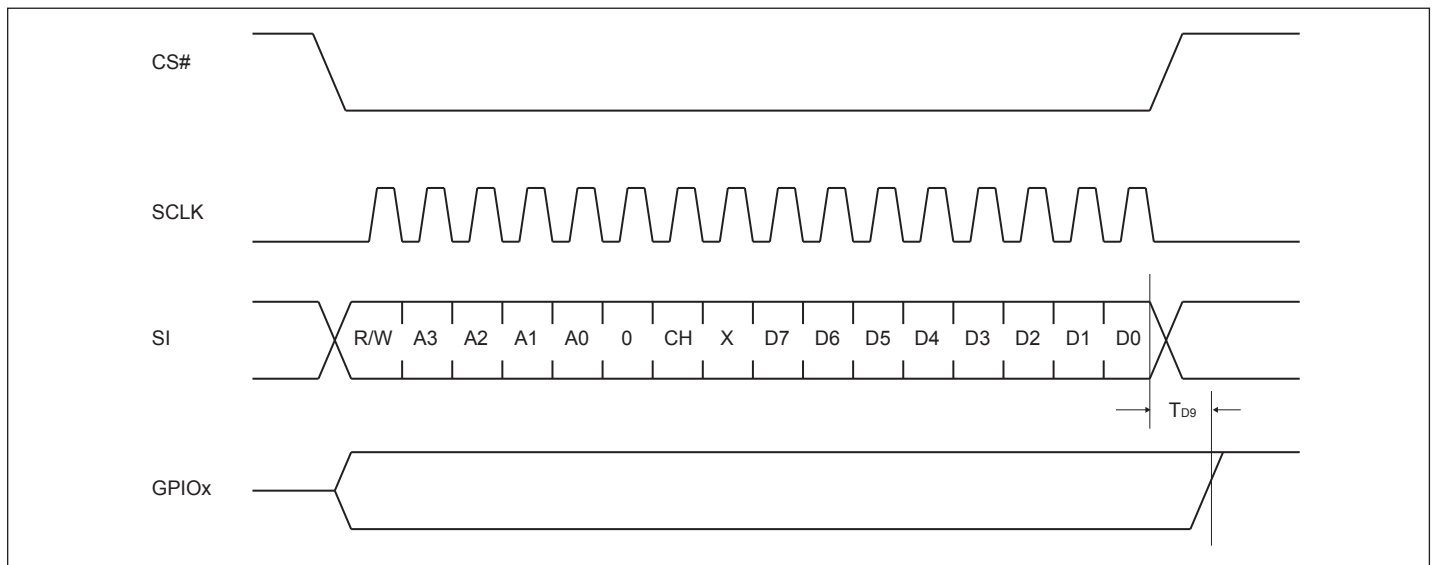 CS#
SCLK
SI R/W A3 A2 A1 A0 0 CH X D7 D6 D5 D4 D3 D2 D1 D0
TD9
GPIOx